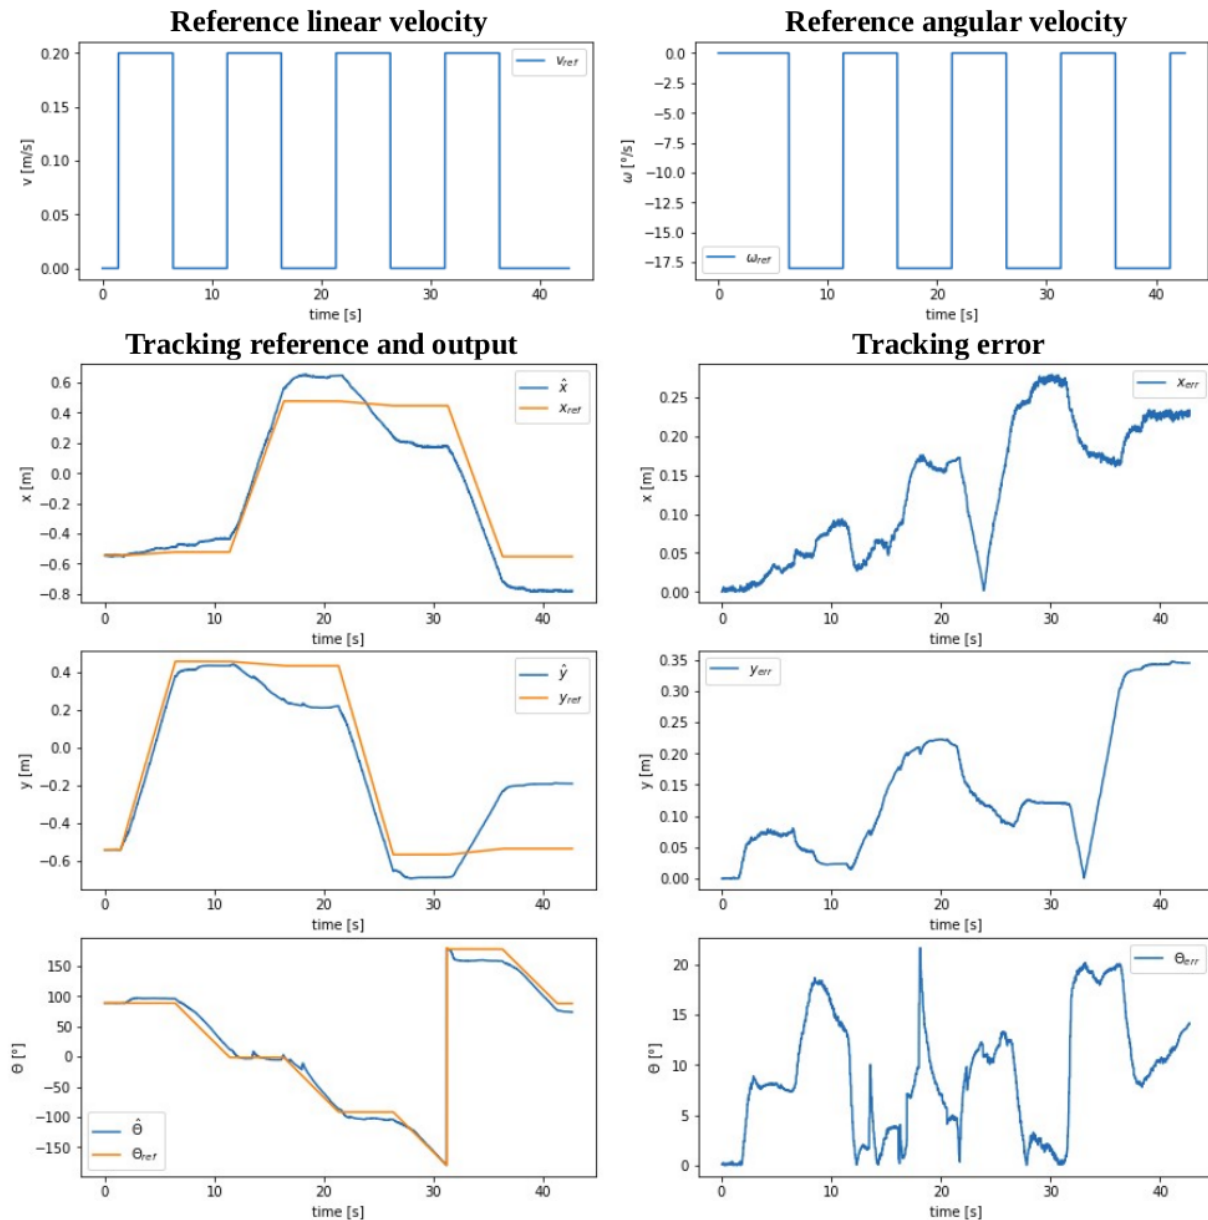 Reference linear velocity
Reference angular velocity
0.20
0.15
0.10
0.05
0.00
v [m/s]
v_ref
0 10 20 30 40
time [s]
0.0
−2.5
−5.0
−7.5
−10.0
−12.5
−15.0
−17.5
ω [°/s]
ω_ref
0 10 20 30 40
time [s]
Tracking reference and output
Tracking error
0.6
0.4
0.2
0.0
−0.2
−0.4
−0.6
−0.8
x [m]
x̂
x_ref
0 10 20 30 40
time [s]
0.25
0.20
0.15
0.10
0.05
0.00
x [m]
x_err
0 10 20 30 40
time [s]
0.4
0.2
0.0
−0.2
−0.4
−0.6
y [m]
ŷ
y_ref
0 10 20 30 40
time [s]
0.35
0.30
0.25
0.20
0.15
0.10
0.05
0.00
y [m]
y_err
0 10 20 30 40
time [s]
150
100
50
0
−50
−100
−150
Θ [°]
Θ̂
Θ_ref
0 10 20 30 40
time [s]
20
15
10
5
0
Θ [°]
Θ_err
0 10 20 30 40
time [s]